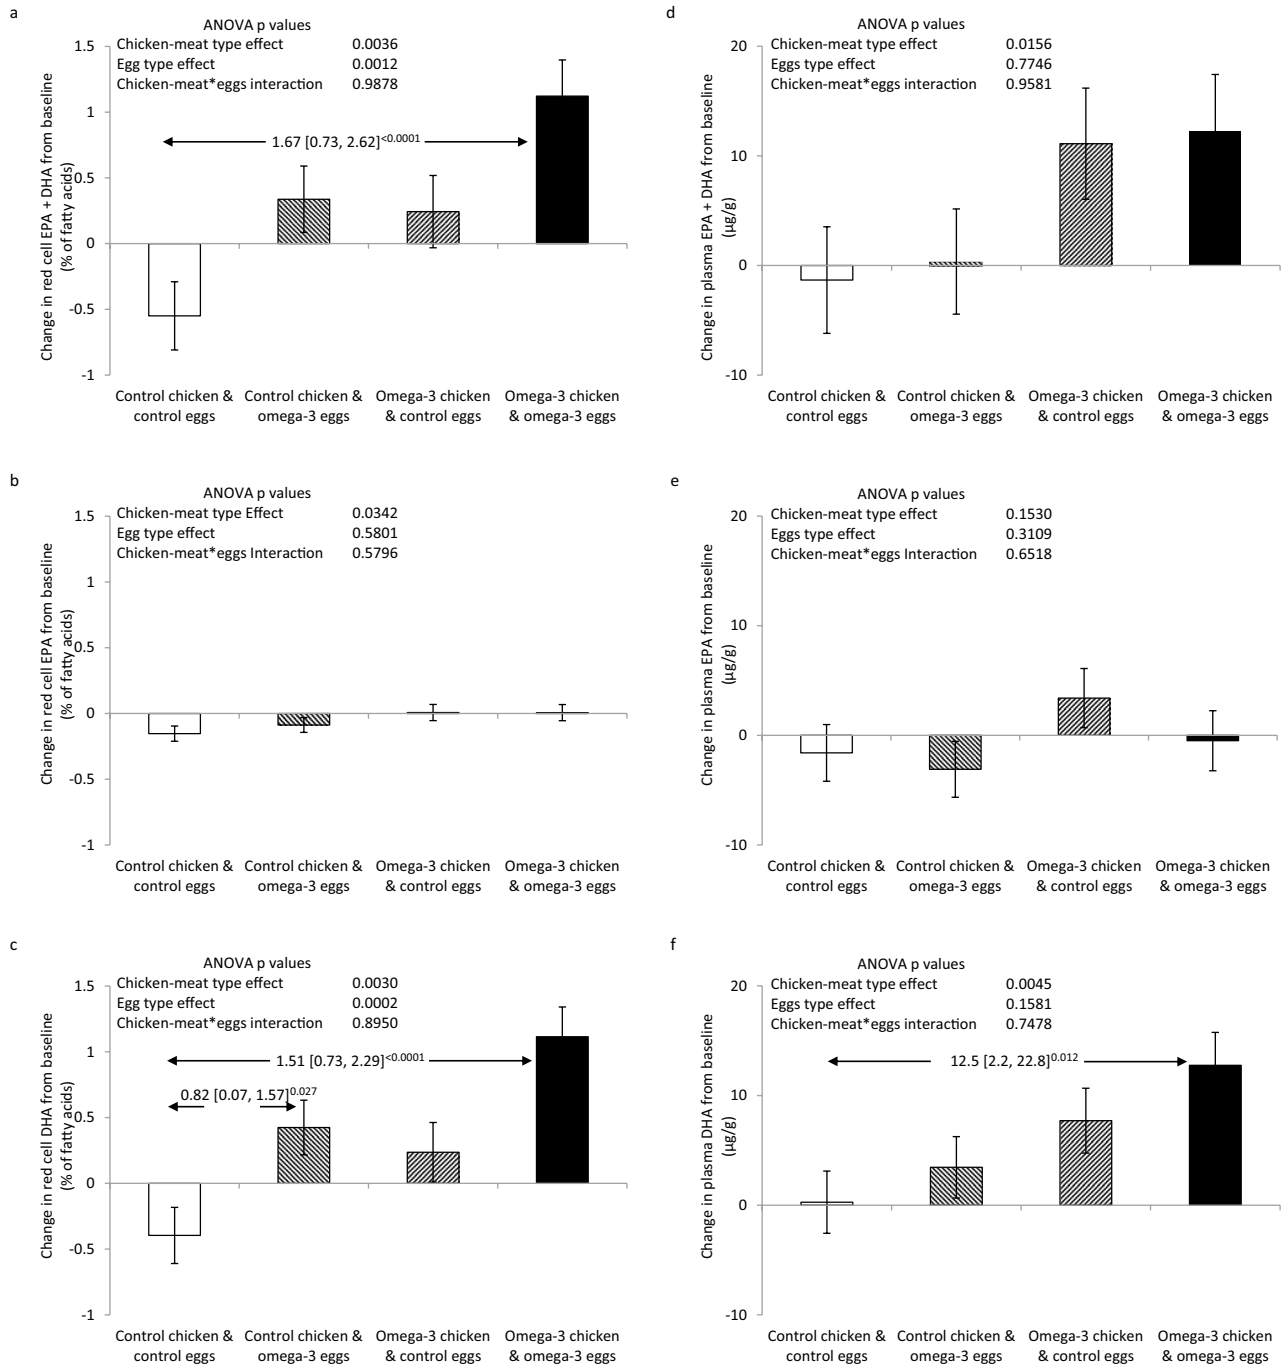 a
ANOVA p values
Chicken-meat type effect 0.0036
Egg type effect 0.0012
Chicken-meat*eggs interaction 0.9878
1.67 [0.73, 2.62]<0.0001
Change in red cell EPA + DHA from baseline
(% of fatty acids)
1.5
1
0.5
0
-0.5
-1
Control chicken & Control chicken & Omega-3 chicken Omega-3 chicken
control eggs omega-3 eggs & control eggs & omega-3 eggs
b
ANOVA p values
Chicken-meat type Effect 0.0342
Egg type effect 0.5801
Chicken-meat*eggs Interaction 0.5796
Change in red cell EPA from baseline
(% of fatty acids)
1.5
1
0.5
0
-0.5
-1
Control chicken & Control chicken & Omega-3 chicken Omega-3 chicken
control eggs omega-3 eggs & control eggs & omega-3 eggs
c
ANOVA p values
Chicken-meat type effect 0.0030
Egg type effect 0.0002
Chicken-meat*eggs interaction 0.8950
1.51 [0.73, 2.29]<0.0001
0.82 [0.07, 1.57]0.027
Change in red cell DHA from baseline
(% of fatty acids)
1.5
1
0.5
0
-0.5
-1
Control chicken & Control chicken & Omega-3 chicken Omega-3 chicken
control eggs omega-3 eggs & control eggs & omega-3 eggs
d
ANOVA p values
Chicken-meat type effect 0.0156
Eggs type effect 0.7746
Chicken-meat*eggs interaction 0.9581
Change in plasma EPA + DHA from baseline
(µg/g)
20
10
0
-10
Control chicken & Control chicken & Omega-3 chicken Omega-3 chicken
control eggs omega-3 eggs & control eggs & omega-3 eggs
e
ANOVA p values
Chicken-meat type effect 0.1530
Eggs type effect 0.3109
Chicken-meat*eggs Interaction 0.6518
Change in plasma EPA from baseline
(µg/g)
20
10
0
-10
Control chicken & Control chicken & Omega-3 chicken Omega-3 chicken
control eggs omega-3 eggs & control eggs & omega-3 eggs
f
ANOVA p values
Chicken-meat type effect 0.0045
Eggs type effect 0.1581
Chicken-meat*eggs interaction 0.7478
12.5 [2.2, 22.8]0.012
Change in plasma DHA from baseline
(µg/g)
20
10
0
-10
Control chicken & Control chicken & Omega-3 chicken Omega-3 chicken
control eggs omega-3 eggs & control eggs & omega-3 eggs